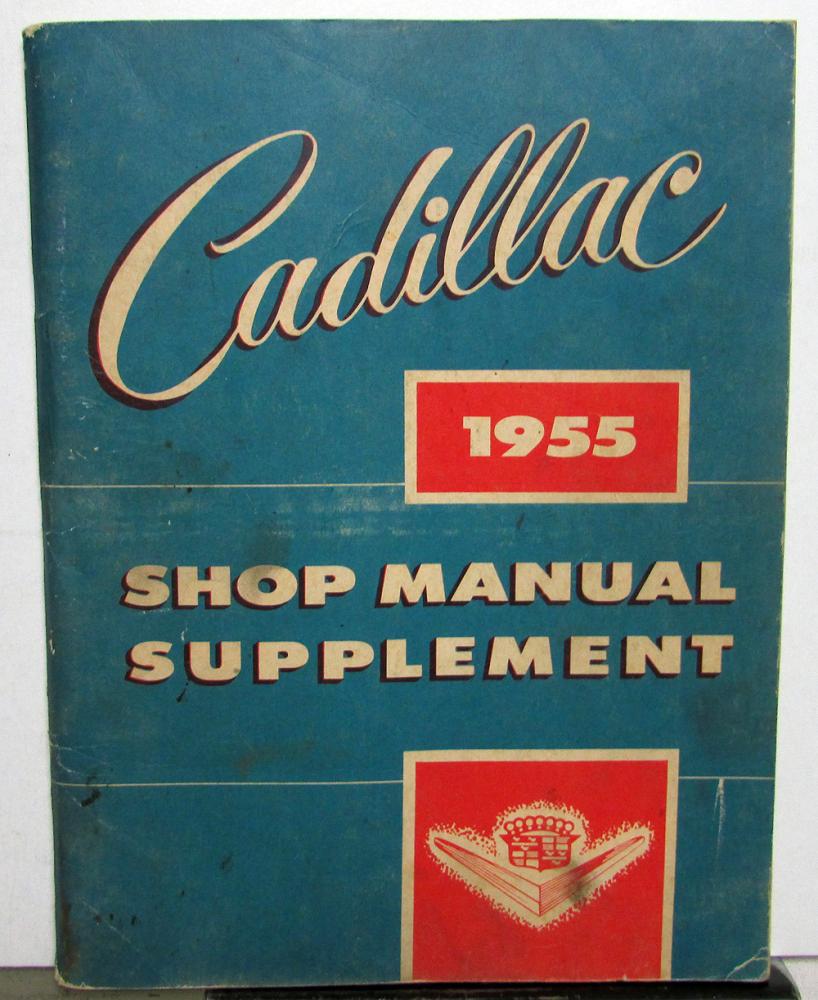 Cadillac
1955
SHOP MANUAL
SUPPLEMENT